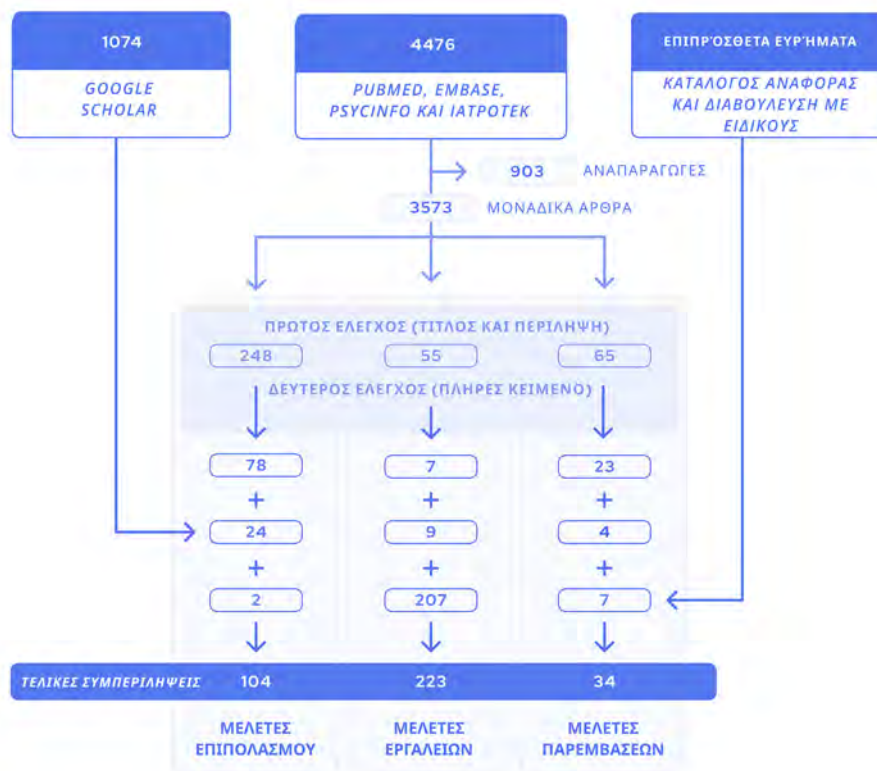 1074
GOOGLE
SCHOLAR
4476
PUBMED, EMBASE,
PSYCINFO ΚΑΙ ΙΑΤΡΟΤΕΚ
ΕΠΙΠΡΌΣΘΕΤΑ ΕΥΡΉΜΑΤΑ
ΚΑΤΑΛΟΓΟΣ ΑΝΑΦΟΡΑΣ
ΚΑΙ ΔΙΑΒΟΥΛΕΥΣΗ ΜΕ
ΕΙΔΙΚΟΥΣ
903 ΑΝΑΠΑΡΑΓΩΓΕΣ
3573 ΜΟΝΑΔΙΚΑ ΑΡΘΡΑ
ΠΡΩΤΟΣ ΕΛΕΓΧΟΣ (ΤΙΤΛΟΣ ΚΑΙ ΠΕΡΙΛΗΨΗ)
248 55 65
ΔΕΥΤΕΡΟΣ ΕΛΕΓΧΟΣ (ΠΛΗΡΕΣ ΚΕΙΜΕΝΟ)
78 7 23
+ + +
24 9 4
+ + +
2 207 7
ΤΕΛΙΚΕΣ ΣΥΜΠΕΡΙΛΗΨΕΙΣ 104 223 34
ΜΕΛΕΤΕΣ ΕΠΙΠΟΛΑΣΜΟΥ
ΜΕΛΕΤΕΣ ΕΡΓΑΛΕΙΩΝ
ΜΕΛΕΤΕΣ ΠΑΡΕΜΒΑΣΕΩΝ